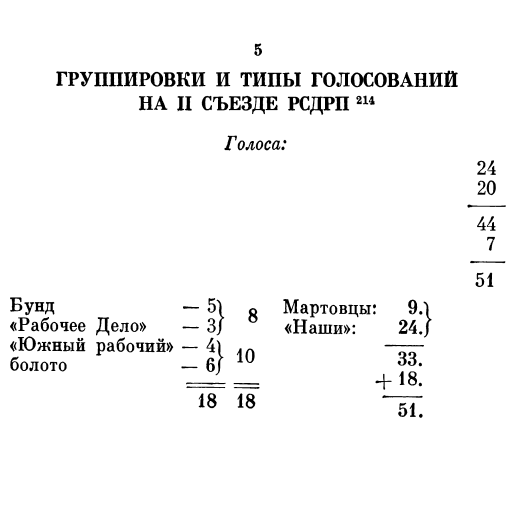 5
ГРУППИРОВКИ И ТИПЫ ГОЛОСОВАНИЙ
НА II СЪЕЗДЕ РСДРП 214
Голоса:
24
20
44
7
51
Бунд — 5
«Рабочее Дело» — 3} 8
«Южный рабочий» — 4
болото — 6} 10
18 18
Мартовцы: 9.
«Наши»: 24.}
33.
+ 18.
51.